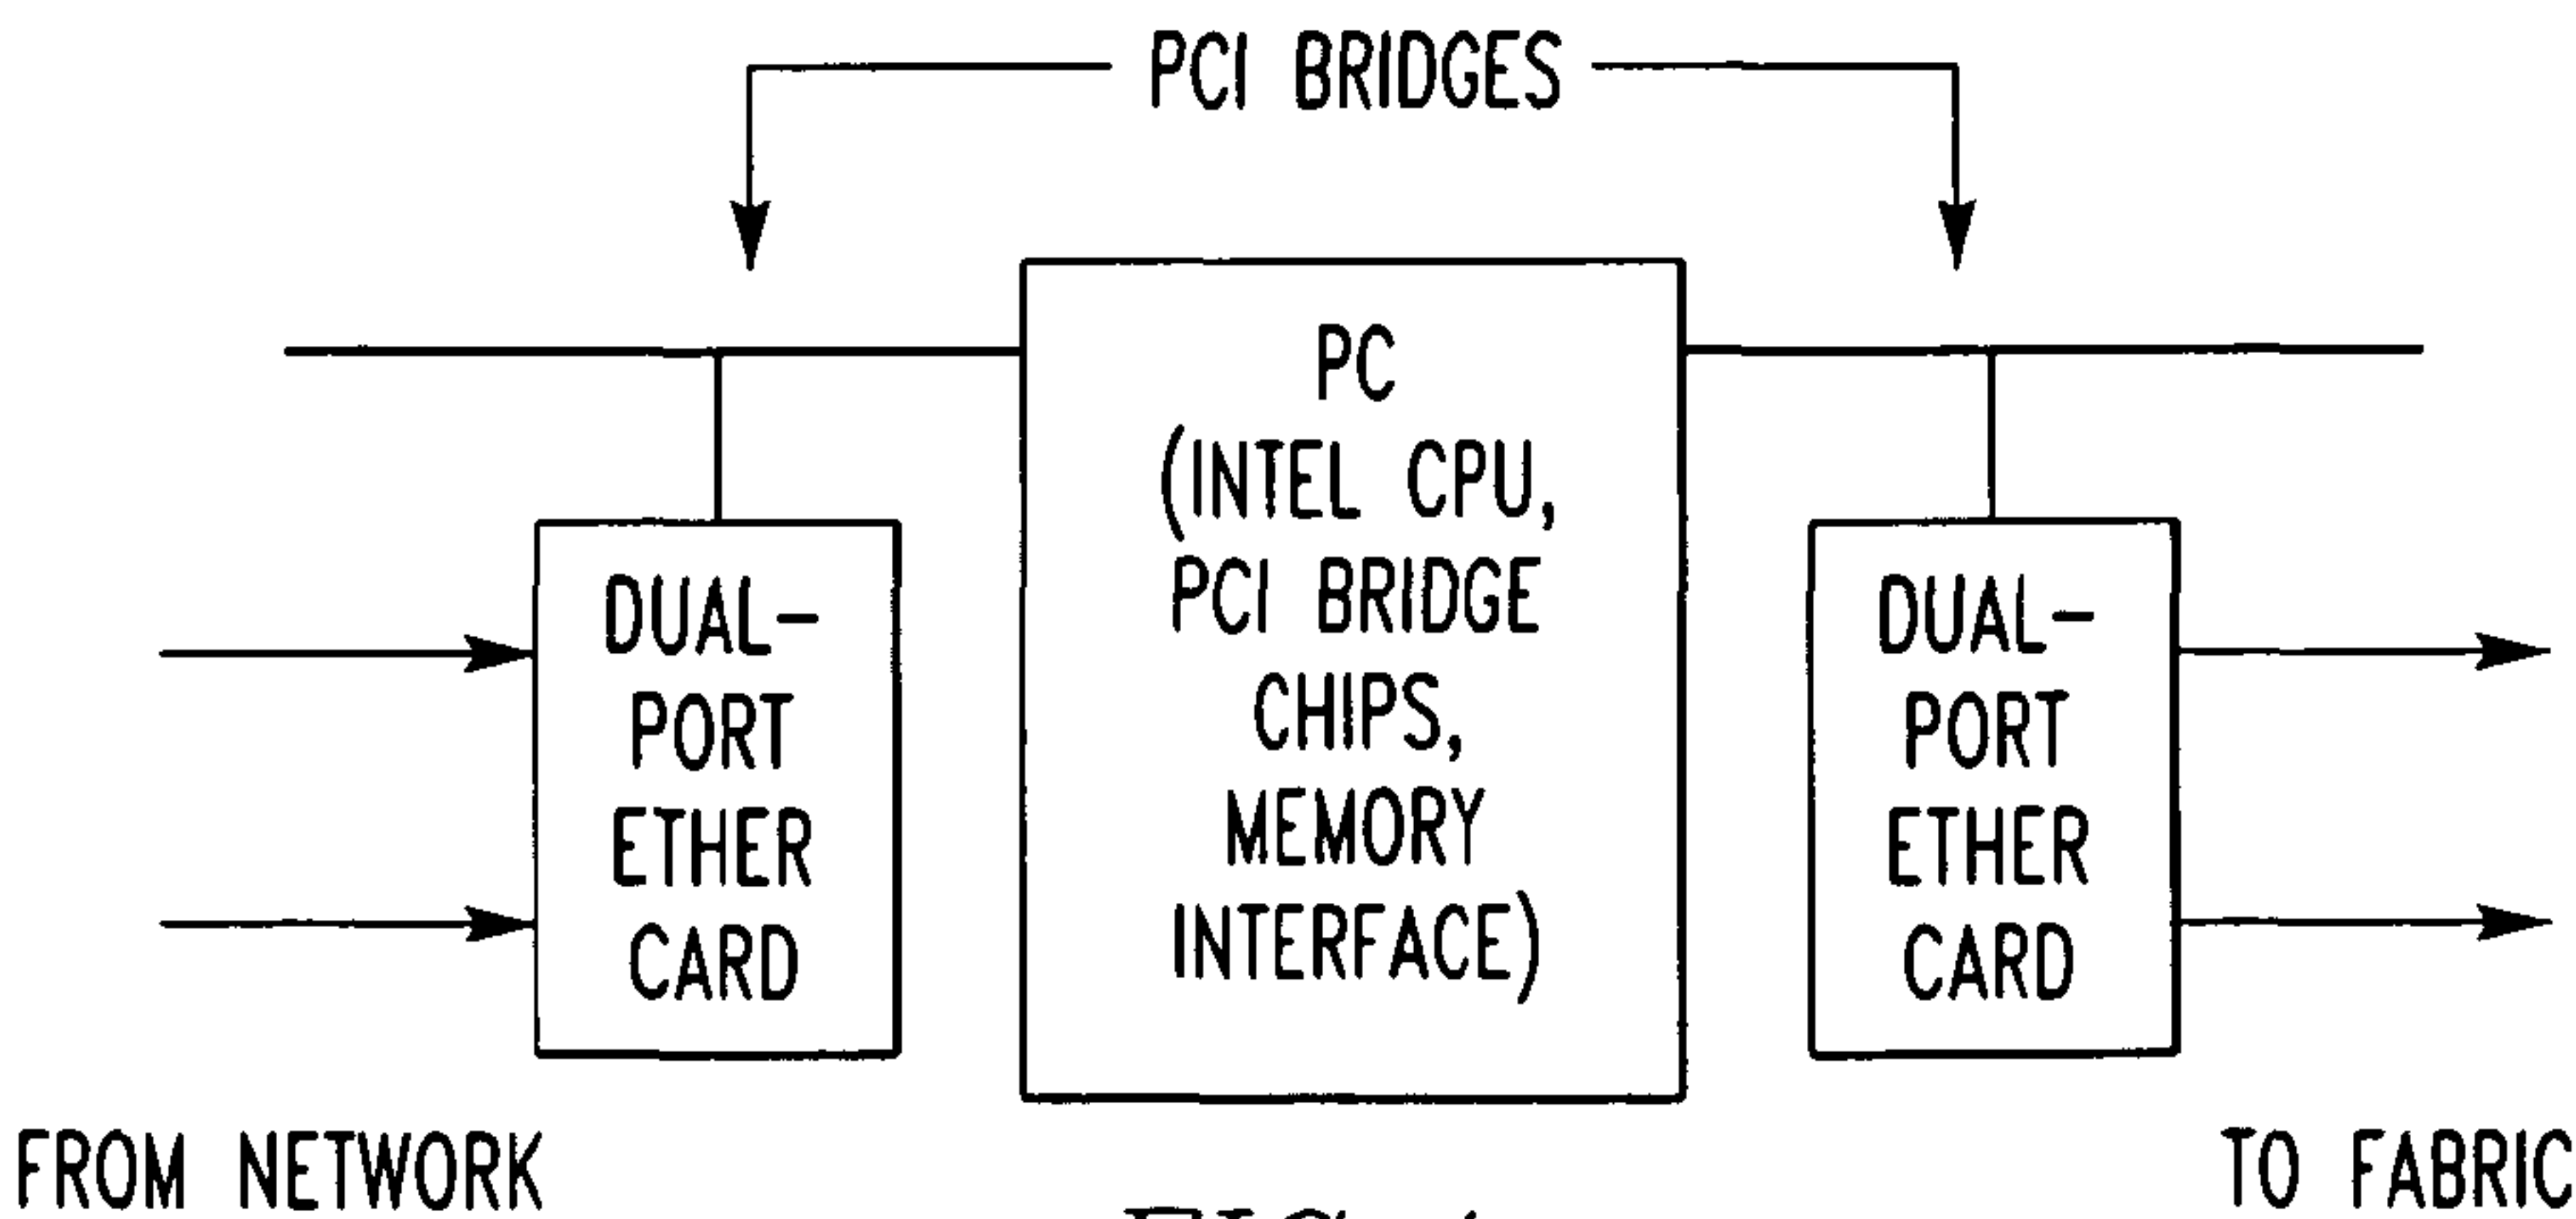 PCI BRIDGES
PC
(INTEL CPU,
PCI BRIDGE
CHIPS,
MEMORY
INTERFACE)
DUAL-
PORT
ETHER
CARD
DUAL-
PORT
ETHER
CARD
FROM NETWORK
TO FABRIC